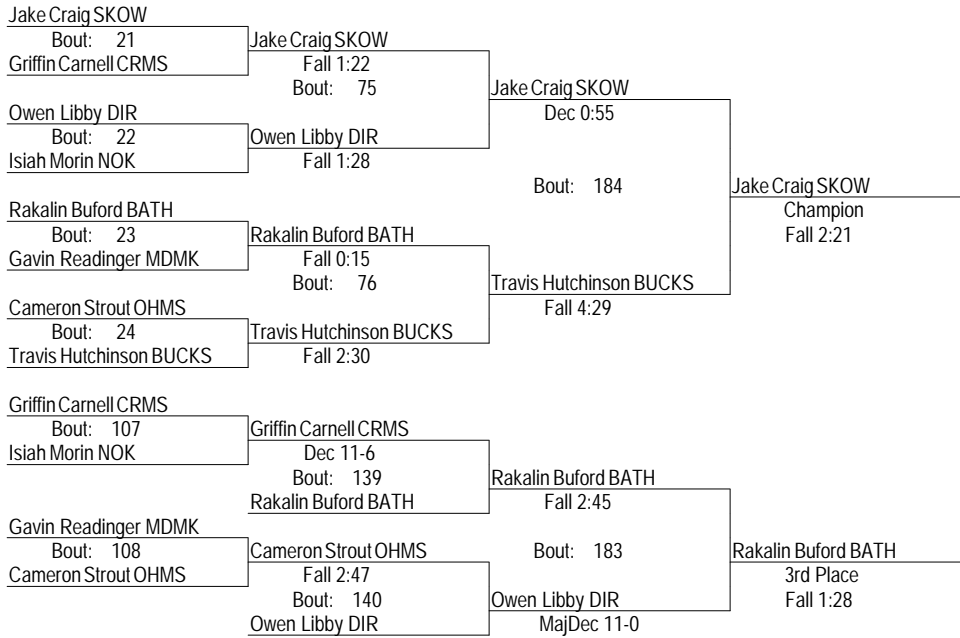 Jake Craig SKOW
Bout: 21
Jake Craig SKOW
Griffin Carnell CRMS
Fall 1:22
Bout: 75
Jake Craig SKOW
Owen Libby DIR
Dec 0:55
Bout: 22
Owen Libby DIR
Isiah Morin NOK
Fall 1:28
Bout: 184
Jake Craig SKOW
Rakalin Buford BATH
Champion
Bout: 23
Rakalin Buford BATH
Fall 2:21
Gavin Readinger MDMK
Fall 0:15
Bout: 76
Travis Hutchinson BUCKS
Cameron Strout OHMS
Fall 4:29
Bout: 24
Travis Hutchinson BUCKS
Travis Hutchinson BUCKS
Fall 2:30
Griffin Carnell CRMS
Bout: 107
Griffin Carnell CRMS
Isiah Morin NOK
Dec 11-6
Bout: 139
Rakalin Buford BATH
Rakalin Buford BATH
Fall 2:45
Gavin Readinger MDMK
Bout: 108
Cameron Strout OHMS
Bout: 183
Rakalin Buford BATH
Cameron Strout OHMS
Fall 2:47
3rd Place
Bout: 140
Owen Libby DIR
Fall 1:28
Owen Libby DIR
MajDec 11-0